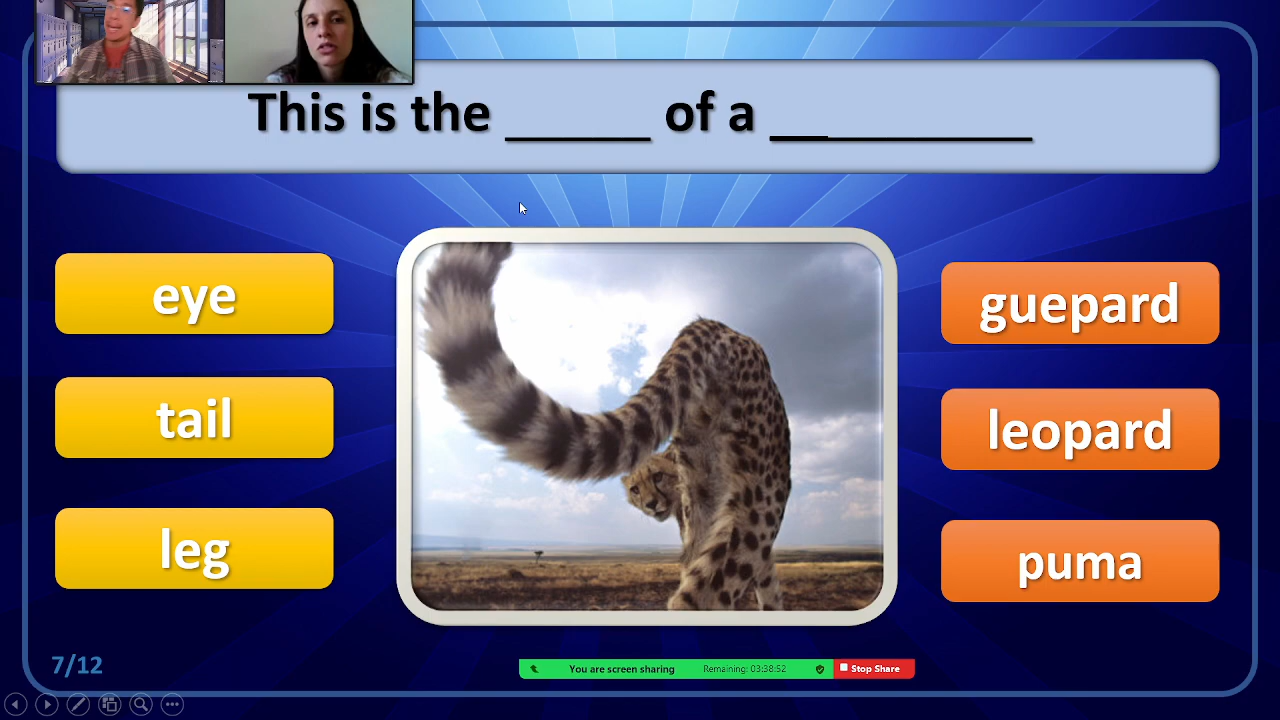 This is the ______ of a ___________
eye
guepard
tail
leopard
leg
puma
7/12
You are screen sharing Remaining: 03:38:52 Stop Share